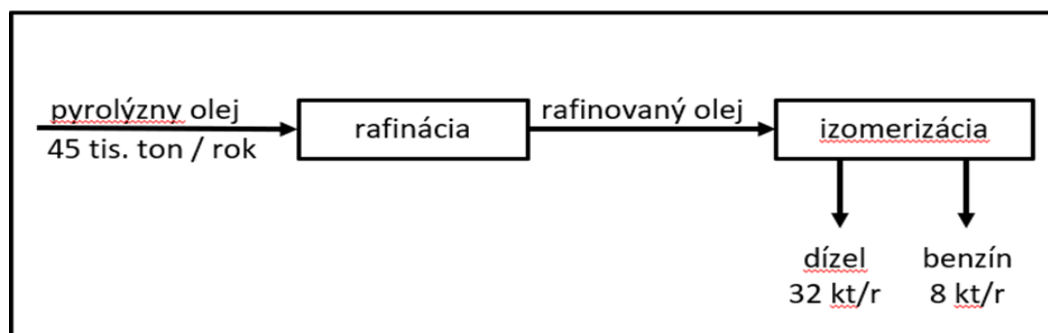 pyrolýzny olej
45 tis. ton / rok
rafinácia
rafinovaný olej
izomerizácia
dízel
32 kt/r
benzín
8 kt/r